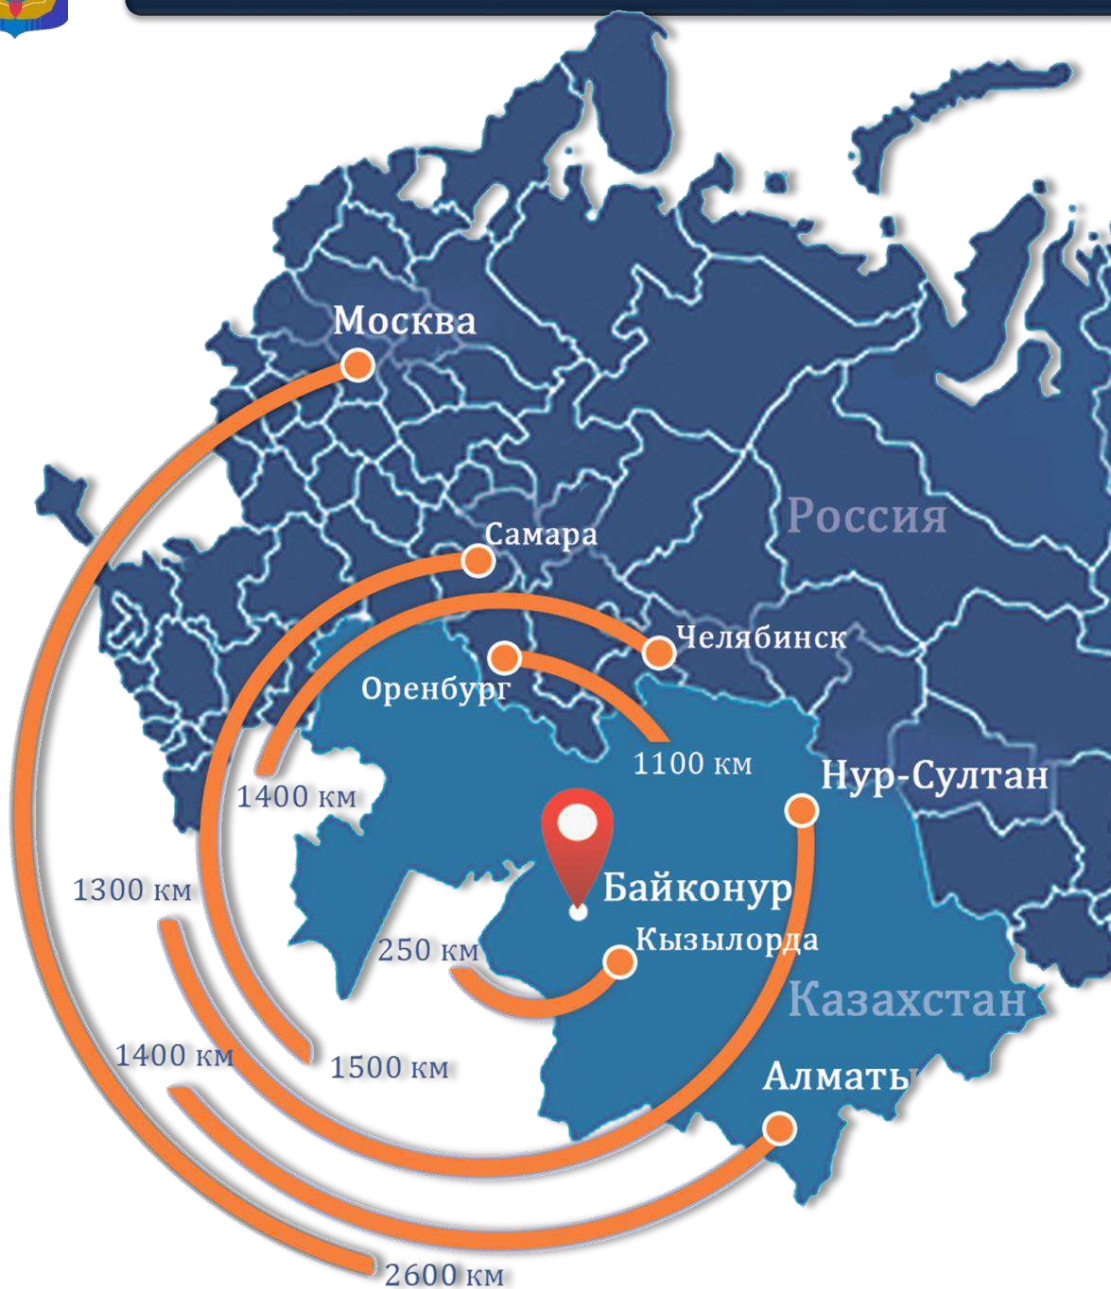 Москва
Самара
Россия
Челябинск
Оренбург
1100 км
Нур-Султан
1400 км
Байконур
1300 км
Кызылорда
250 км
Казахстан
1400 км
1500 км
Алматы
2600 км